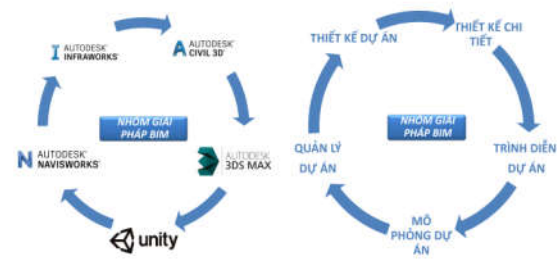 AUTODESK®
INFRAWORKS®
AUTODESK®
CIVIL 3D®
NHÓM GIẢI
PHÁP BIM
AUTODESK®
NAVISWORKS®
AUTODESK®
3DS MAX
unity
THIẾT KẾ DỰ ÁN
THIẾT KẾ CHI
TIẾT
NHÓM GIẢI
PHÁP BIM
QUẢN LÝ
DỰ ÁN
TRÌNH DIỄN
DỰ ÁN
MÔ
PHỎNG DỰ
ÁN